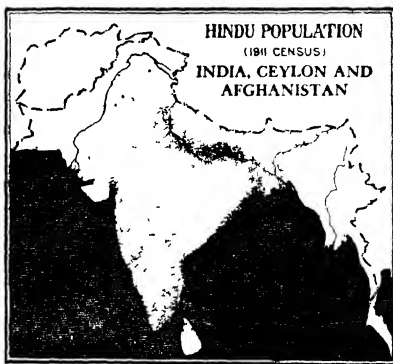 HINDU POPULATION
(1911 CENSUS)
INDIA, CEYLON AND
AFGHANISTAN